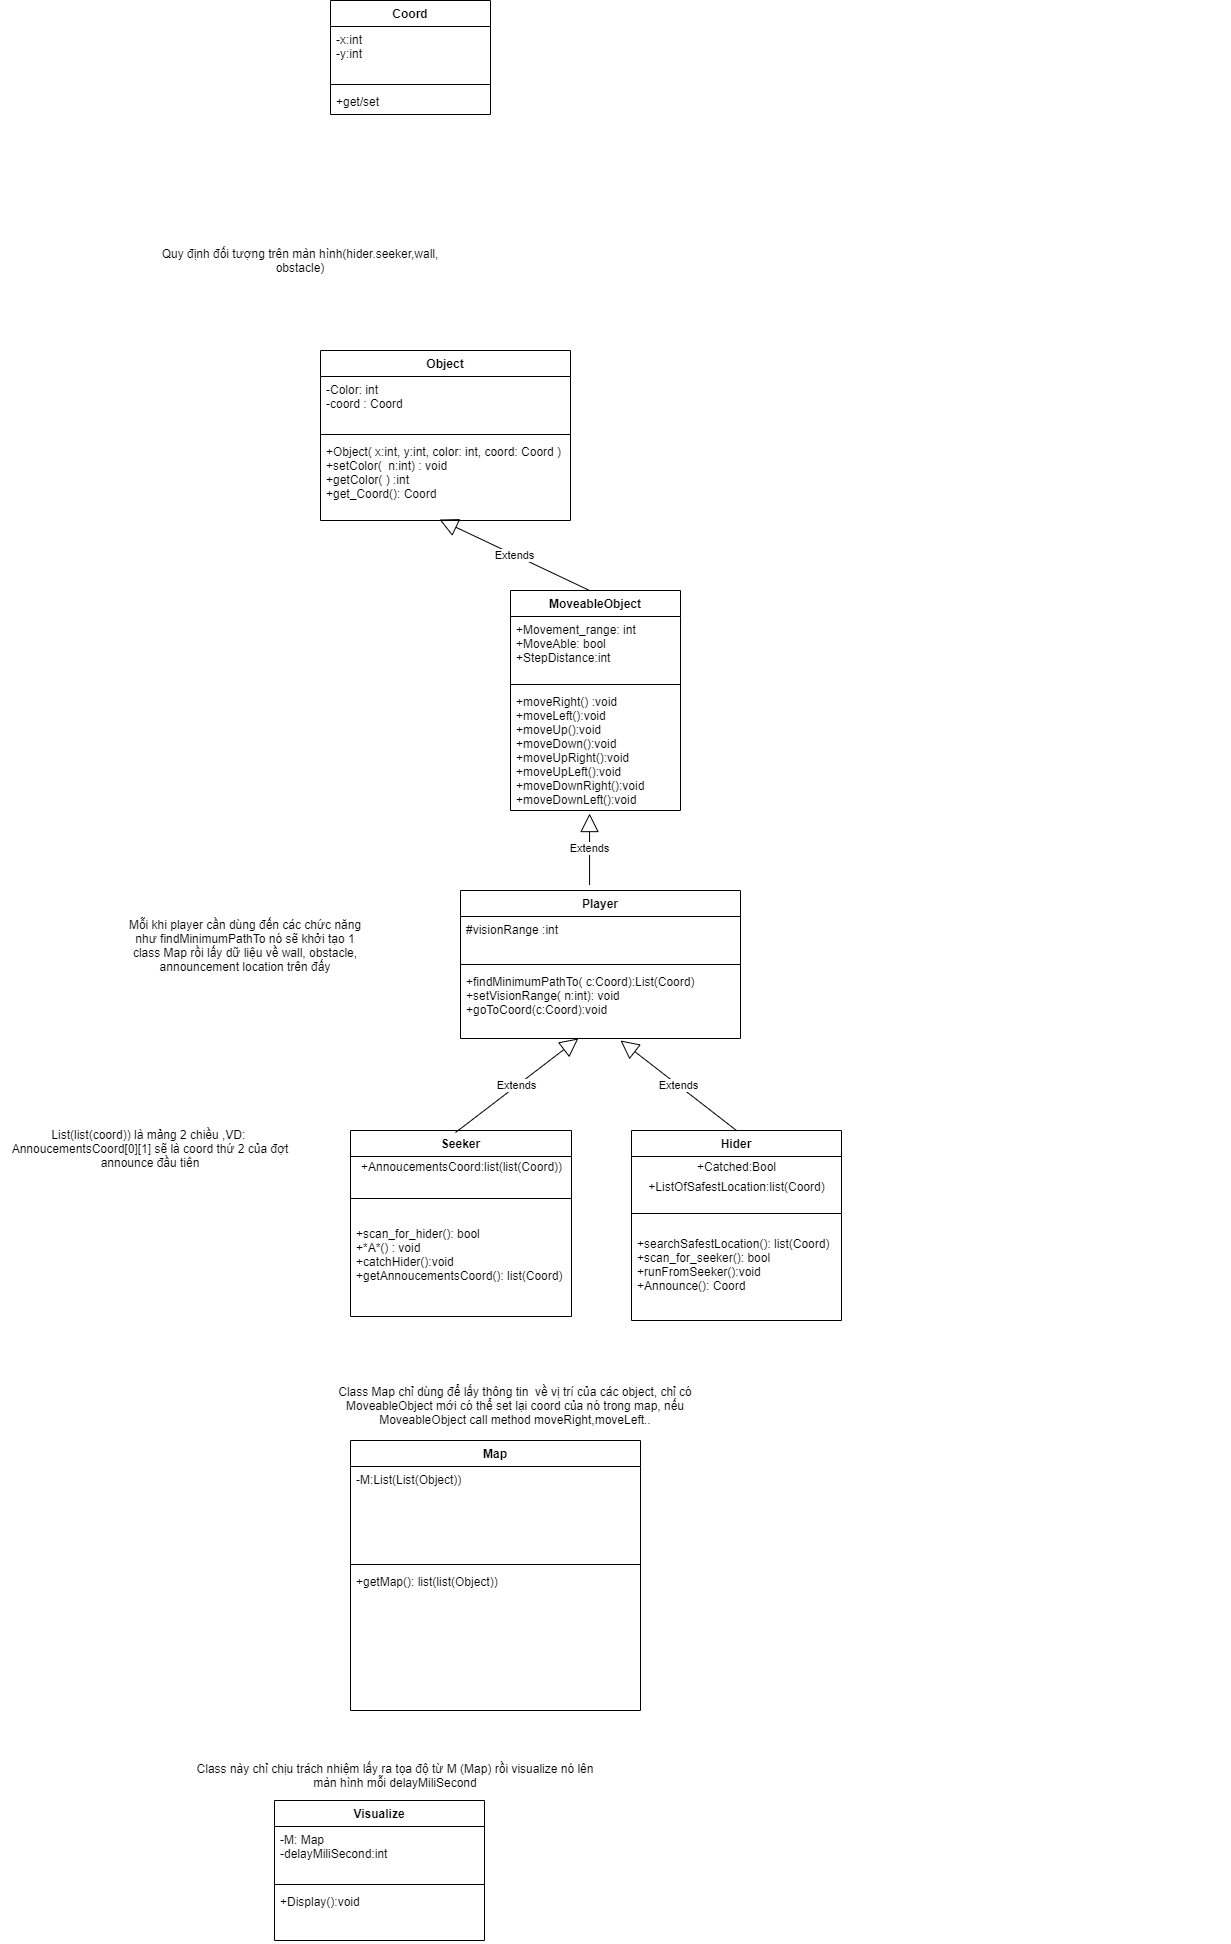 Coord
-x:int
-y:int
+get/set
Quy định đối tượng trên màn hình(hider.seeker,wall,
obstacle)
Object
-Color: int
-coord : Coord
+Object( x:int, y:int, color: int, coord: Coord )
+setColor(  n:int) : void
+getColor( ) :int
+get_Coord(): Coord
Extends
MoveableObject
+Movement_range: int
+MoveAble: bool
+StepDistance:int
+moveRight() :void
+moveLeft():void
+moveUp():void
+moveDown():void
+moveUpRight():void
+moveUpLeft():void
+moveDownRight():void
+moveDownLeft():void
Extends
Player
#visionRange :int
+findMinimumPathTo( c:Coord):List(Coord)
+setVisionRange( n:int): void
+goToCoord(c:Coord):void
Mỗi khi player cần dùng đến các chức năng
như findMinimumPathTo nó sẽ khởi tạo 1
class Map rồi lấy dữ liệu về wall, obstacle,
announcement location trên đấy
Extends
Extends
List(list(coord)) là mảng 2 chiều ,VD:
AnnoucementsCoord[0][1] sẽ là coord thứ 2 của đợt
announce đầu tiên
Seeker
+AnnoucementsCoord:list(list(Coord))
+scan_for_hider(): bool
+*A*() : void
+catchHider():void
+getAnnoucementsCoord(): list(Coord)
Hider
+Catched:Bool
+ListOfSafestLocation:list(Coord)
+searchSafestLocation(): list(Coord)
+scan_for_seeker(): bool
+runFromSeeker():void
+Announce(): Coord
Class Map chỉ dùng để lấy thông tin  về vị trí của các object, chỉ có
MoveableObject mới có thể set lại coord của nó trong map, nếu
MoveableObject call method moveRight,moveLeft..
Map
-M:List(List(Object))
+getMap(): list(list(Object))
Class này chỉ chịu trách nhiệm lấy ra tọa độ từ M (Map) rồi visualize nó lên
màn hình mỗi delayMiliSecond
Visualize
-M: Map
-delayMiliSecond:int
+Display():void